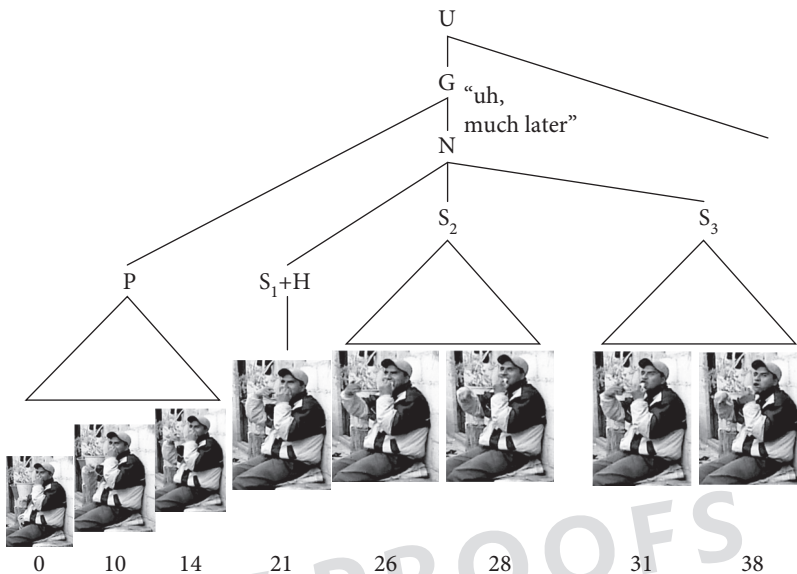 U
G “uh,
much later”
N
S₂ S₃
P S₁+H
PROOFS
0 10 14 21 26 28 31 38